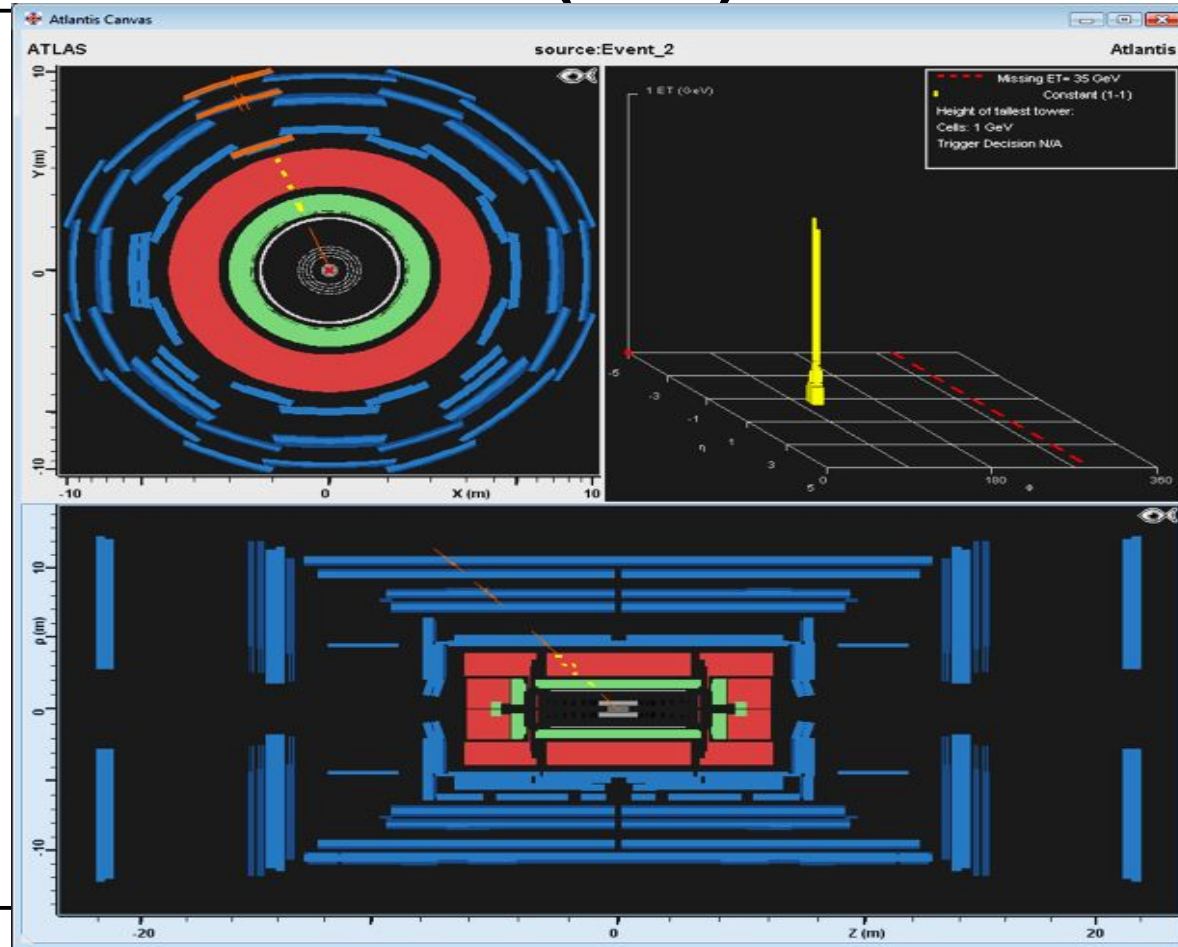 Atlantis Canvas
ATLAS source:Event_2 Atlantis
10
Y (m)
0
-10
-10 0 X (m) 10
1 ET (GeV)
Missing ET= 35 GeV
Constant (1-1)
Height of tallest tower:
Cells: 1 GeV
Trigger Decision N/A
-5
-3
-1
η 1
3
5 0 180 360
Φ
10
ρ (m)
0
-10
-20 0 Z (m) 20